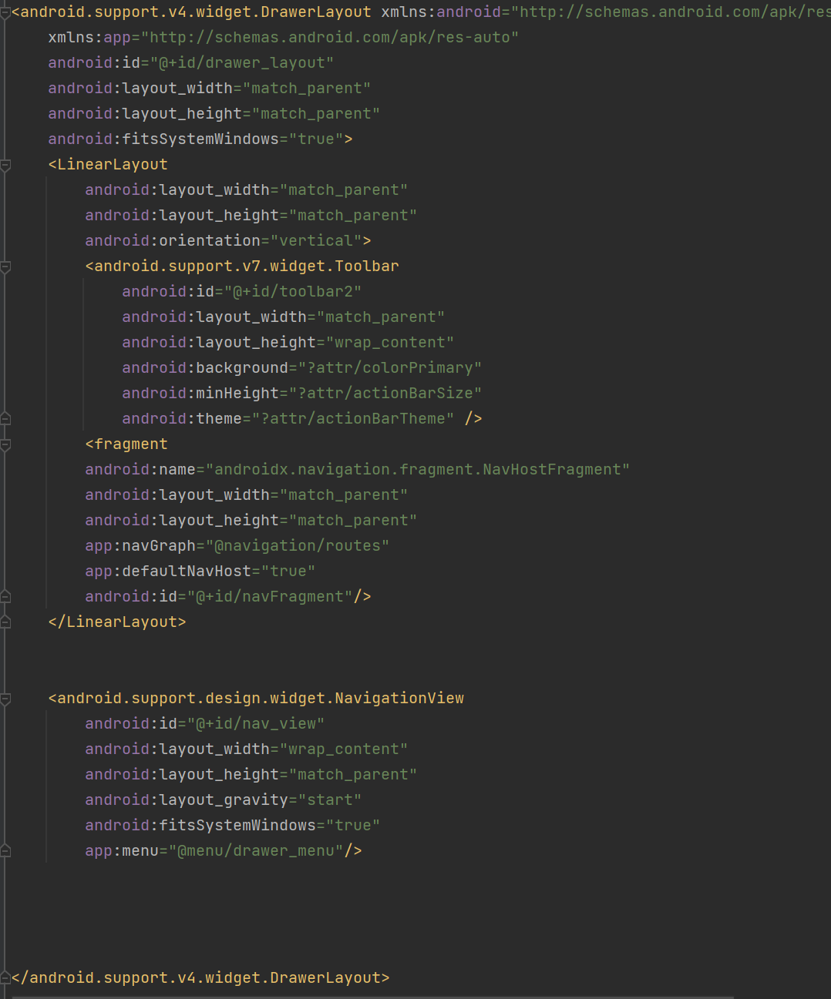 <android.support.v4.widget.DrawerLayout xmlns:android="http://schemas.android.com/apk/res
xmlns:app="http://schemas.android.com/apk/res-auto"
android:id="@+id/drawer_layout"
android:layout_width="match_parent"
android:layout_height="match_parent"
android:fitsSystemWindows="true">
<LinearLayout
android:layout_width="match_parent"
android:layout_height="match_parent"
android:orientation="vertical">
<android.support.v7.widget.Toolbar
android:id="@+id/toolbar2"
android:layout_width="match_parent"
android:layout_height="wrap_content"
android:background="?attr/colorPrimary"
android:minHeight="?attr/actionBarSize"
android:theme="?attr/actionBarTheme" />
<fragment
android:name="androidx.navigation.fragment.NavHostFragment"
android:layout_width="match_parent"
android:layout_height="match_parent"
app:navGraph="@navigation/routes"
app:defaultNavHost="true"
android:id="@+id/navFragment"/>
</LinearLayout>
<android.support.design.widget.NavigationView
android:id="@+id/nav_view"
android:layout_width="wrap_content"
android:layout_height="match_parent"
android:layout_gravity="start"
android:fitsSystemWindows="true"
app:menu="@menu/drawer_menu"/>
</android.support.v4.widget.DrawerLayout>